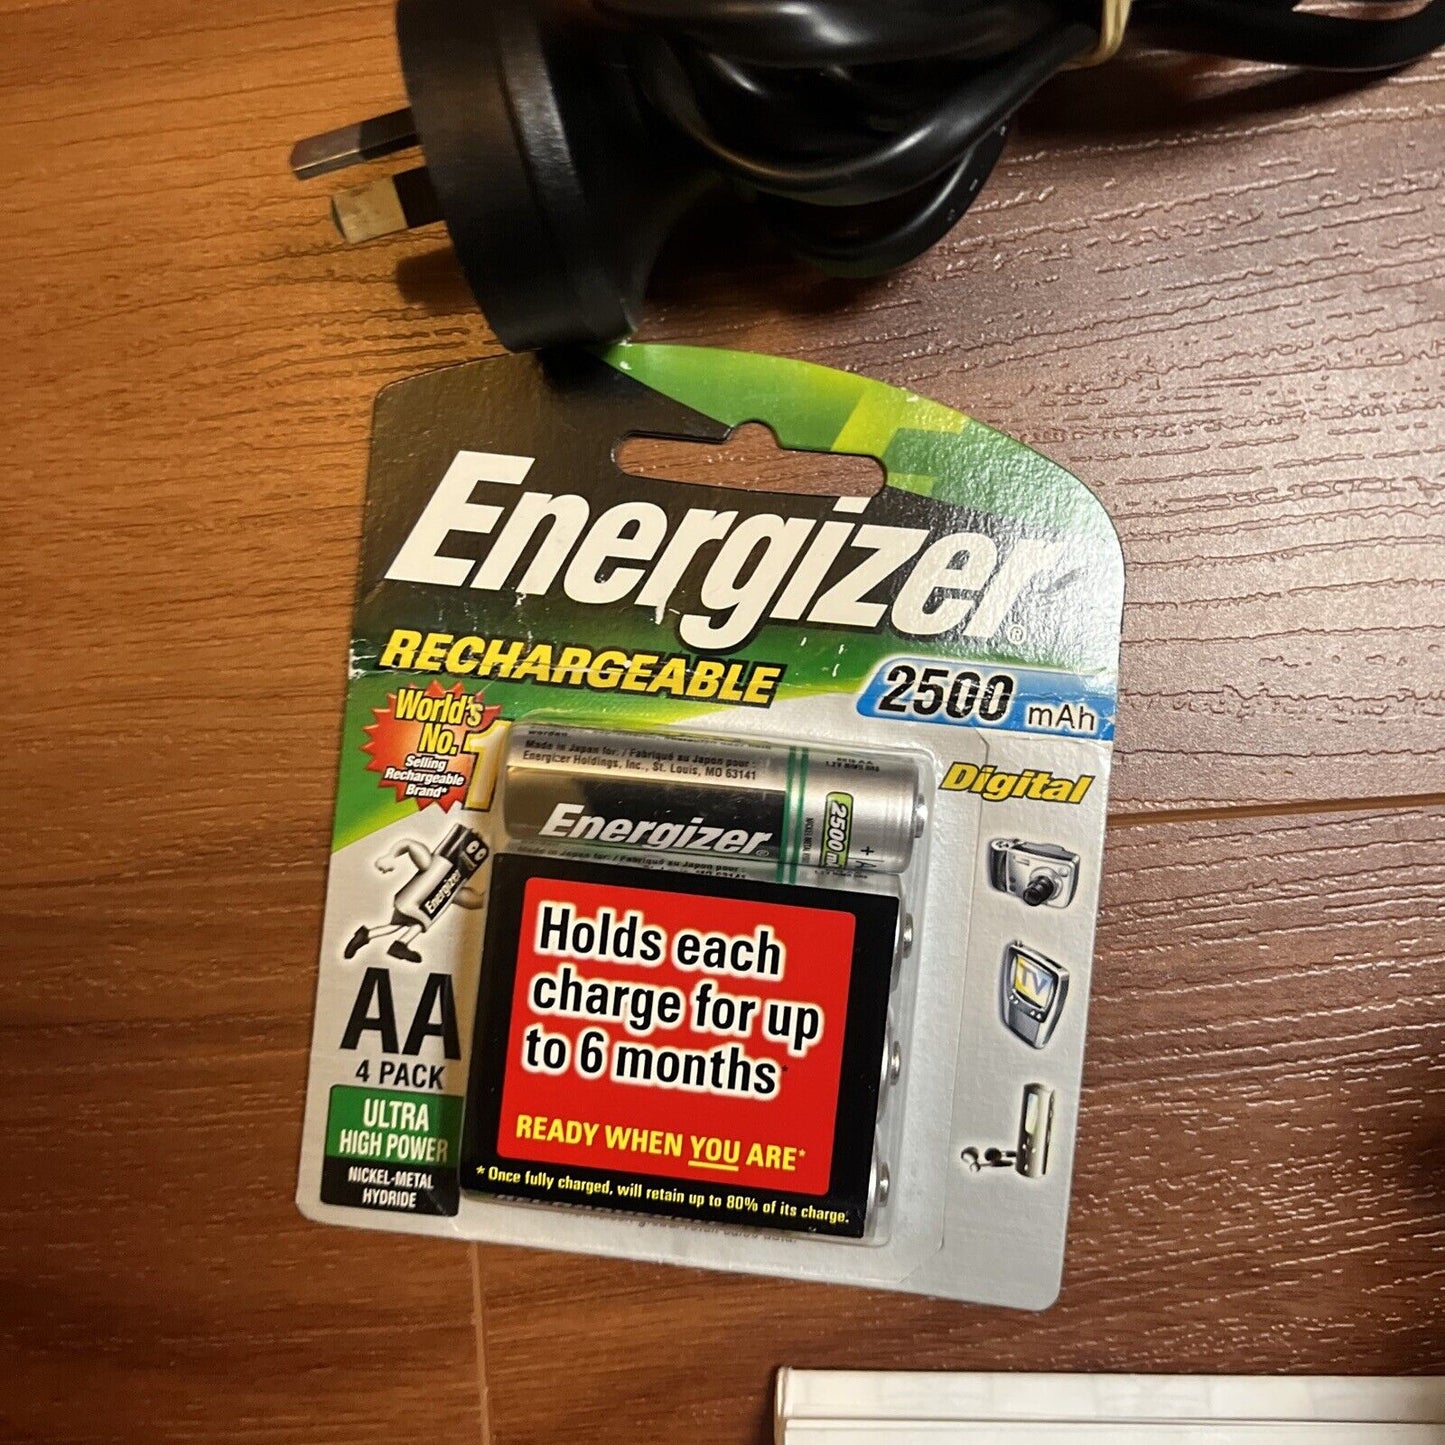 Energizer®
RECHARGEABLE
2500 mAh
World's
No. 1
Selling
Rechargeable
Brand*
Made in Japan for: / Fabriqué au Japon pour :
Energizer Holdings, Inc., St. Louis, MO 63141
Energizer®
2500 m
+
Digital
Energizer
TV
AA
4 PACK
ULTRA
HIGH POWER
NICKEL-METAL
HYDRIDE
Holds each
charge for up
to 6 months*
READY WHEN YOU ARE*
* Once fully charged, will retain up to 80% of its charge.